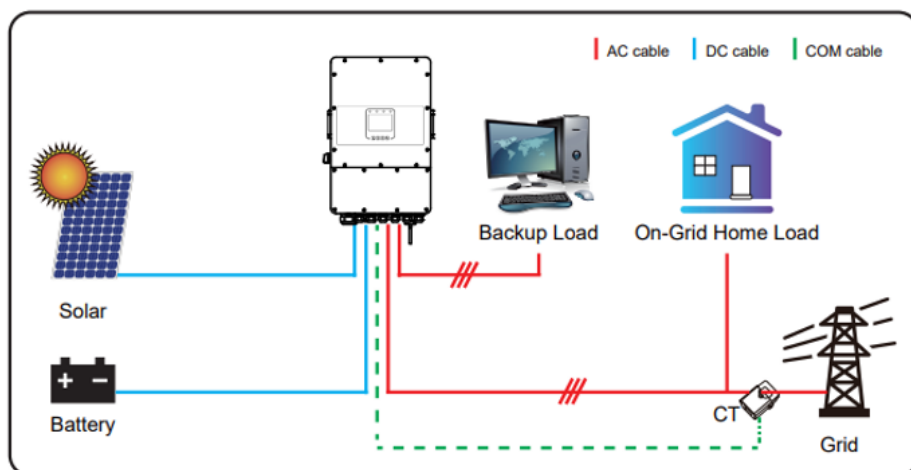 AC cable
DC cable
COM cable
Backup Load
On-Grid Home Load
Solar
Battery
CT
Grid